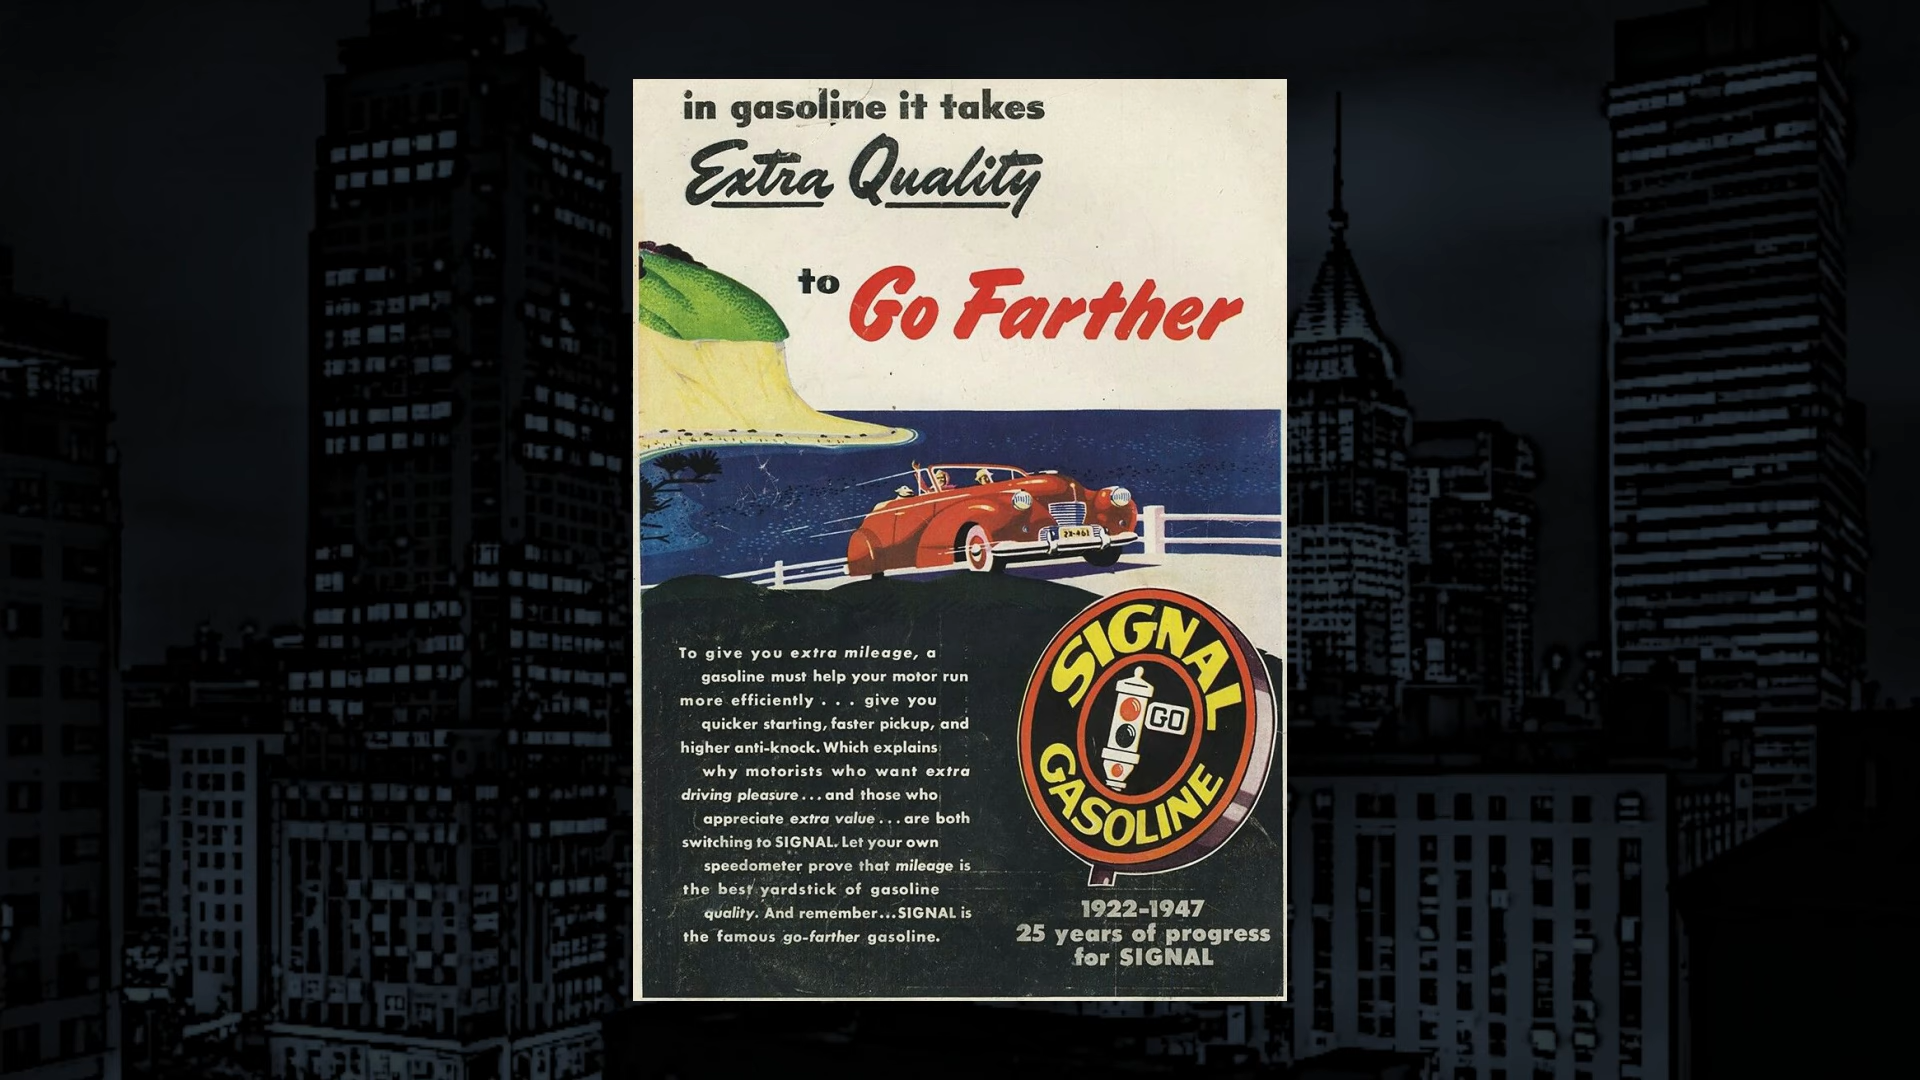 in gasoline it takes
Extra Quality
to Go Farther
2X-461
SIGNAL
GO
GASOLINE
To give you extra mileage, a
gasoline must help your motor run
more efficiently . . . give you
quicker starting, faster pickup, and
higher anti-knock. Which explains
why motorists who want extra
driving pleasure . . . and those who
appreciate extra value . . . are both
switching to SIGNAL. Let your own
speedometer prove that mileage is
the best yardstick of gasoline
quality. And remember...SIGNAL is
the famous go-farther gasoline.
1922-1947
25 years of progress
for SIGNAL